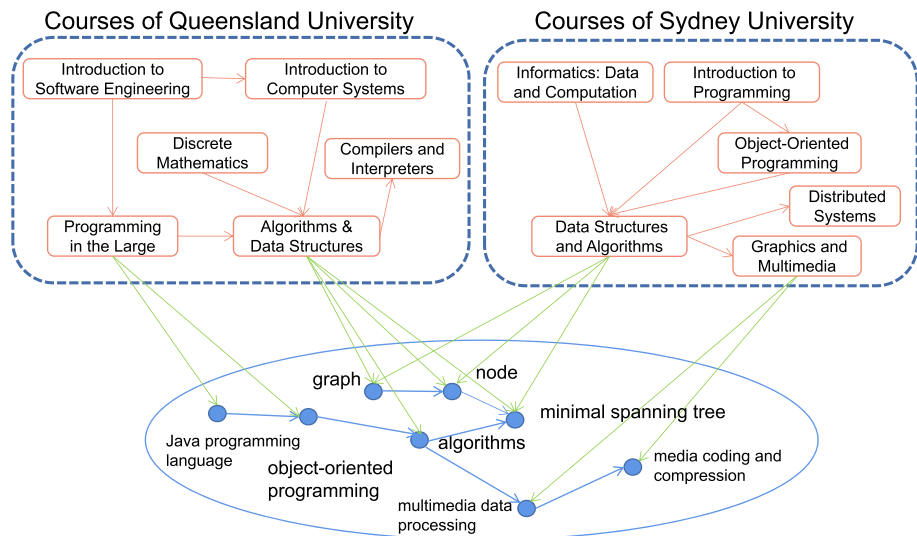 Courses of Queensland University
Courses of Sydney University
Introduction to
Software Engineering
Introduction to
Computer Systems
Discrete
Mathematics
Compilers and
Interpreters
Programming
in the Large
Algorithms &
Data Structures
Informatics: Data
and Computation
Introduction to
Programming
Object-Oriented
Programming
Distributed
Systems
Data Structures
and Algorithms
Graphics and
Multimedia
graph
node
minimal spanning tree
Java programming
language
algorithms
object-oriented
programming
media coding and
compression
multimedia data
processing